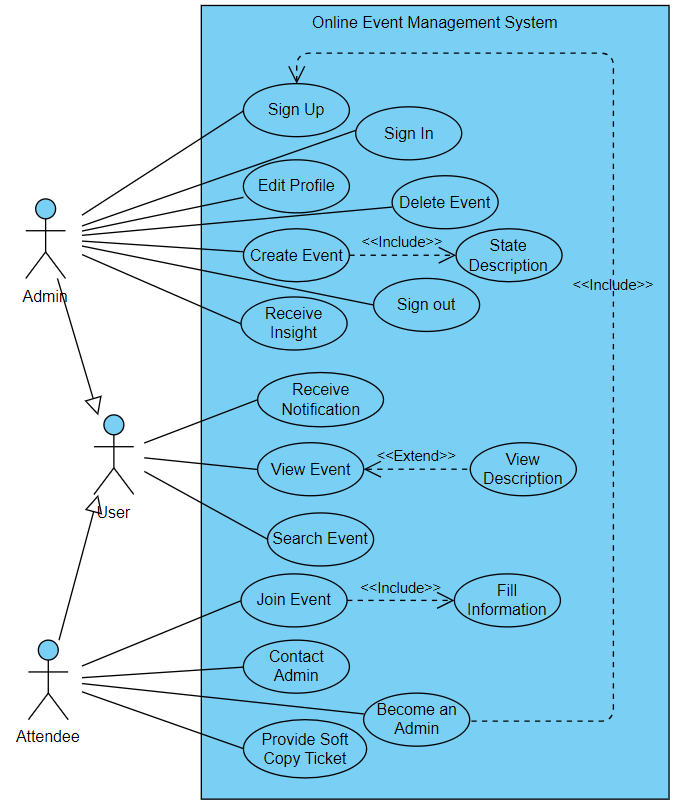 Online Event Management System
Sign Up
Sign In
Edit Profile
Delete Event
Create Event
<<Include>>
State
Description
<<Include>>
Sign out
Admin
Receive
Insight
Receive
Notification
View Event
<<Extend>>
View
Description
User
Search Event
Join Event
<<Include>>
Fill
Information
Contact
Admin
Become an
Admin
Attendee
Provide Soft
Copy Ticket